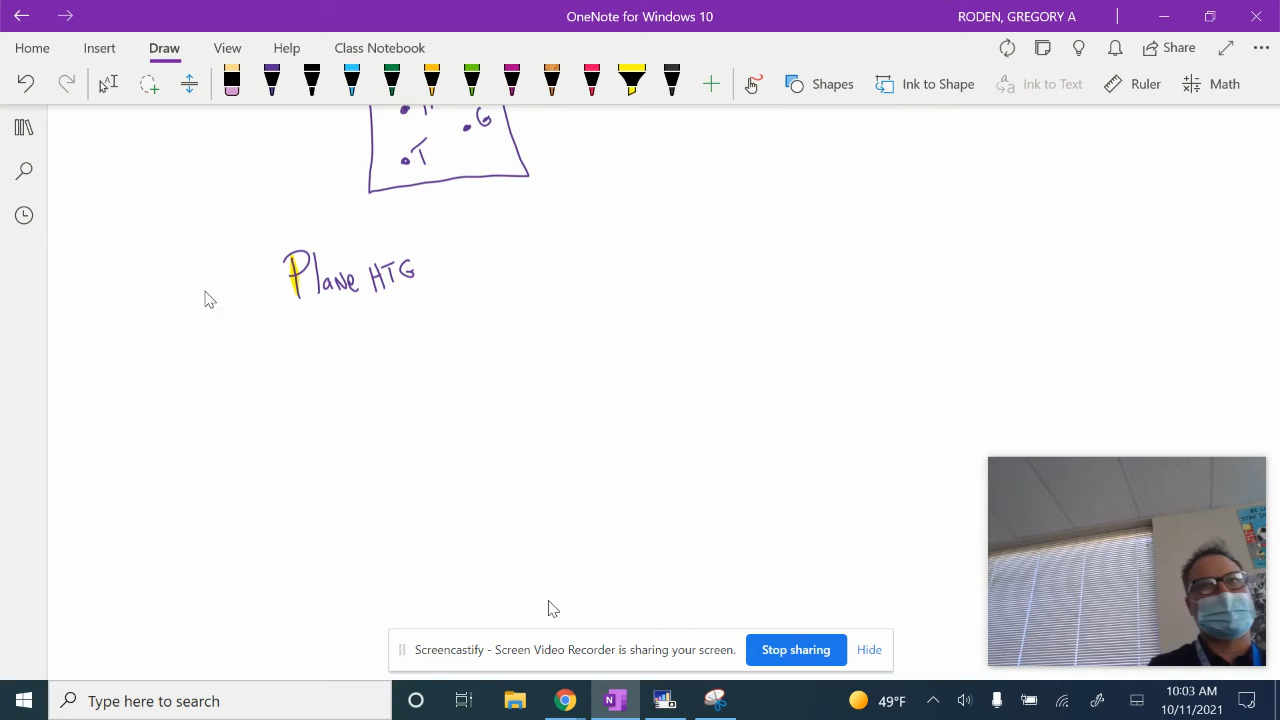 OneNote for Windows 10
RODEN, GREGORY A
Home Insert Draw View Help Class Notebook
Share
Shapes Ink to Shape Ink to Text Ruler Math
G
T
Plane HTG
Screencastify - Screen Video Recorder is sharing your screen. Stop sharing Hide
Type here to search
49°F
10:03 AM
10/11/2021